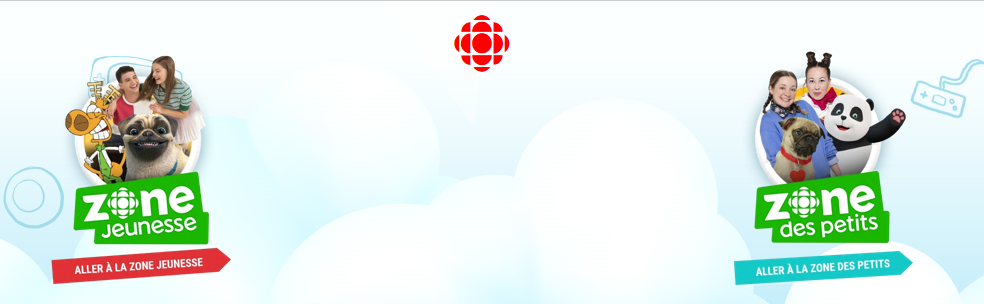 zone
jeunesse
ALLER À LA ZONE JEUNESSE
zone
des petits
ALLER À LA ZONE DES PETITS